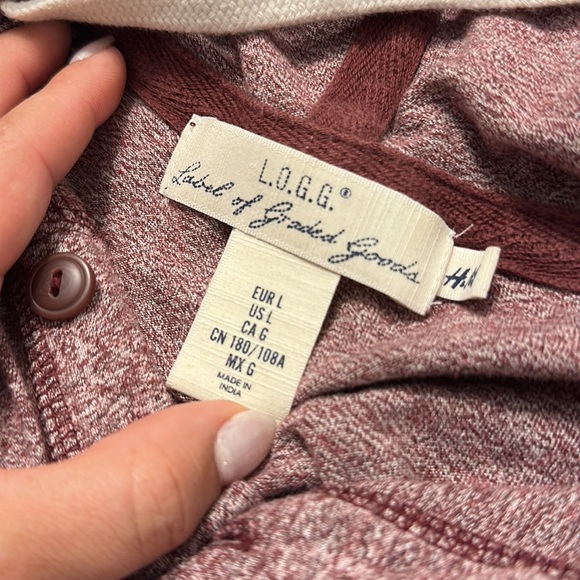 L.O.G.G.®
Label of Graded Goods
EUR L
US L
CA G
CN 180/108A
MX G
MADE IN
INDIA